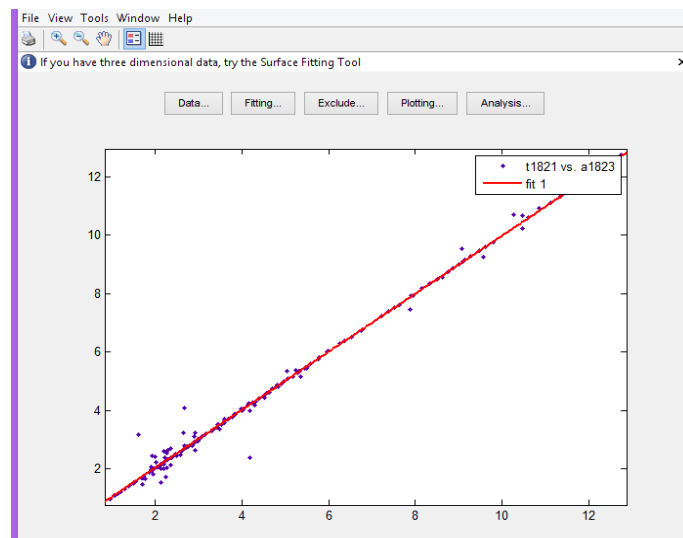 File View Tools Window Help
If you have three dimensional data, try the Surface Fitting Tool
Data... Fitting... Exclude... Plotting... Analysis...
t1821 vs. a1823
fit 1
12
10
8
6
4
2
2 4 6 8 10 12